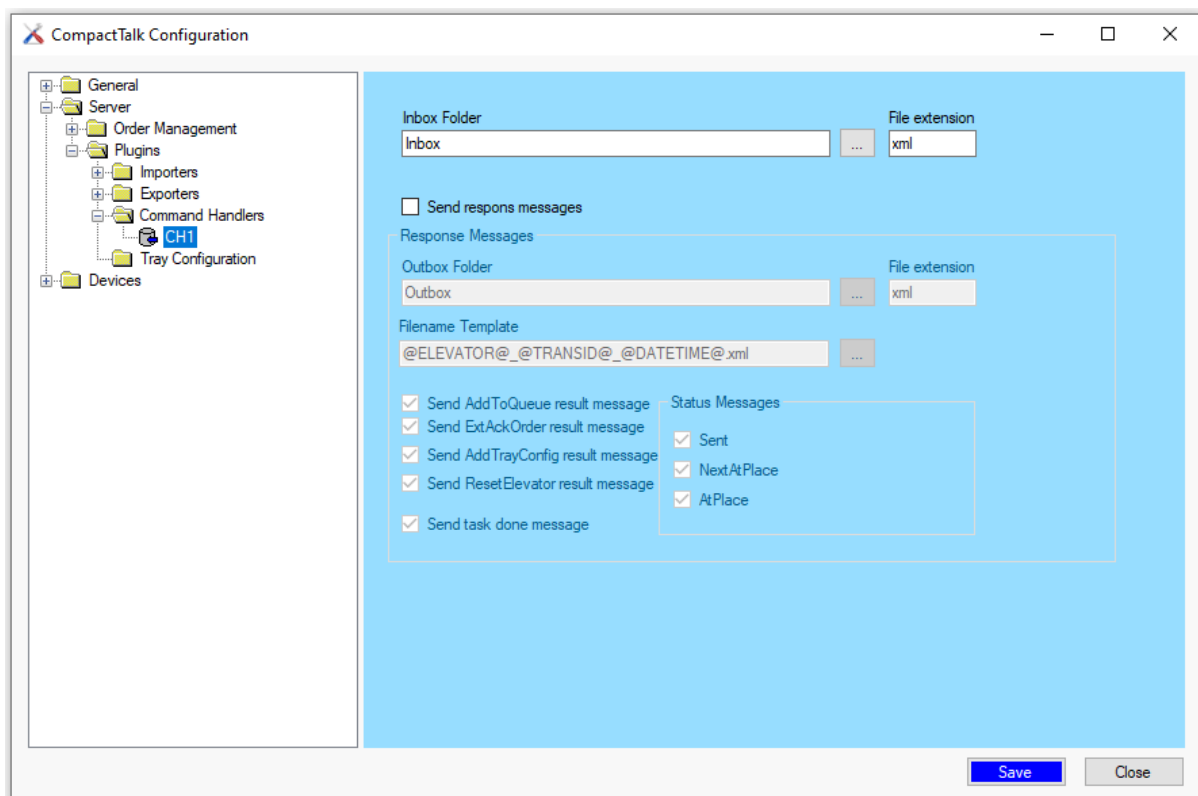 CompactTalk Configuration
General
Server
Order Management
Plugins
Importers
Exporters
Command Handlers
CH1
Tray Configuration
Devices
Inbox Folder File extension
Inbox ... xml
Send respons messages
Response Messages
Outbox Folder File extension
Outbox ... xml
Filename Template
@ELEVATOR@_@TRANSID@_@DATETIME@.xml ...
Send AddToQueue result message
Send ExtAckOrder result message
Send AddTrayConfig result message
Send ResetElevator result message
Send task done message
Status Messages
Sent
NextAtPlace
AtPlace
Save Close